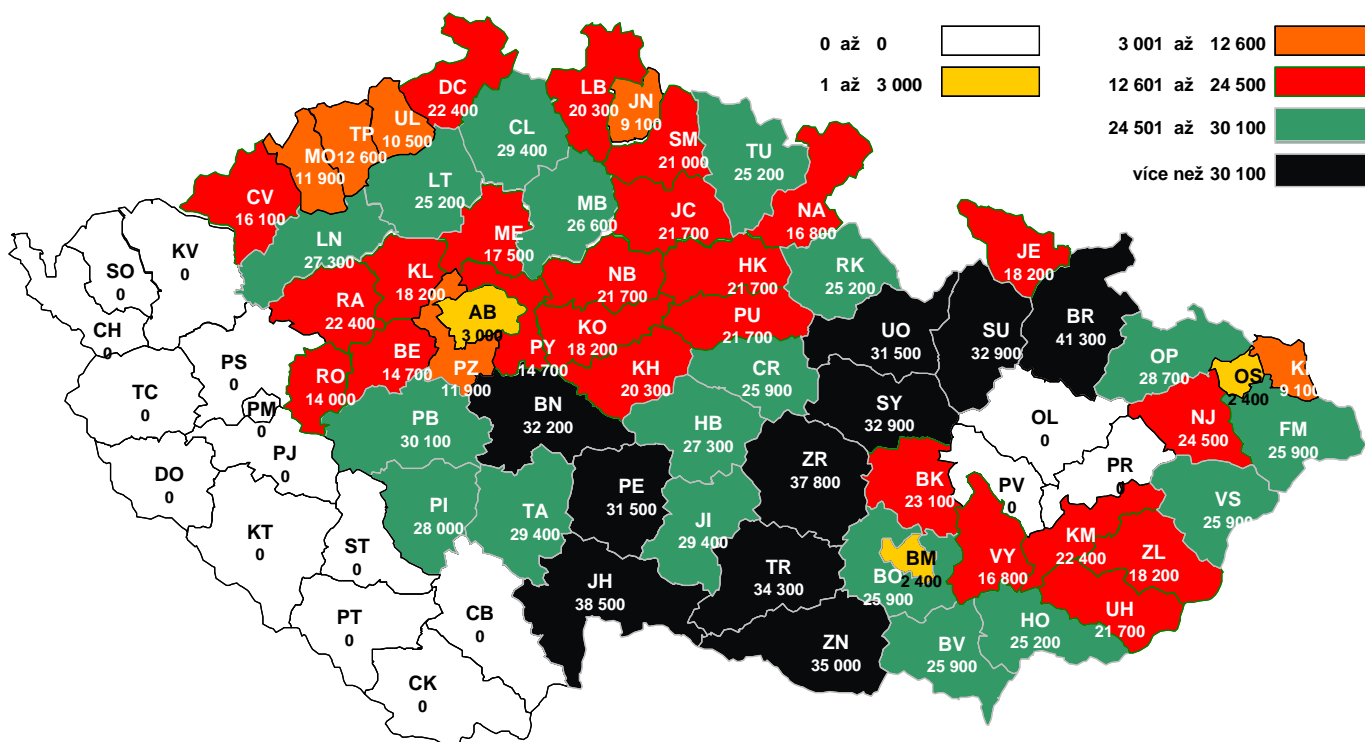 0 až 0
1 až 3 000
3 001 až 12 600
12 601 až 24 500
24 501 až 30 100
více než 30 100
DC
22 400
LB
20 300
JN
9 100
UL
10 500
TP
12 600
MO
11 900
CL
29 400
SM
21 000
TU
25 200
CV
16 100
LT
25 200
MB
26 600
JC
21 700
NA
16 800
ME
17 500
LN
27 300
KV
0
SO
0
KL
18 200
NB
21 700
HK
21 700
RK
25 200
JE
18 200
RA
22 400
AB
3 000
CH
0
KO
18 200
PU
21 700
UO
31 500
SU
32 900
BR
41 300
BE
14 700
PY
14 700
PS
0
PZ
11 900
KH
20 300
CR
25 900
OP
28 700
OS
2 400
9 100
RO
14 000
TC
0
PM
0
BN
32 200
SY
32 900
PB
30 100
HB
27 300
OL
0
NJ
24 500
FM
25 900
PJ
0
DO
0
ZR
37 800
PR
0
BK
23 100
PV
0
PE
31 500
VS
25 900
PI
28 000
TA
29 400
JI
29 400
KT
0
ST
0
KM
22 400
ZL
18 200
VY
16 800
BM
2 400
TR
34 300
BO
25 900
JH
38 500
PT
0
CB
0
UH
21 700
HO
25 200
ZN
35 000
BV
25 900
CK
0